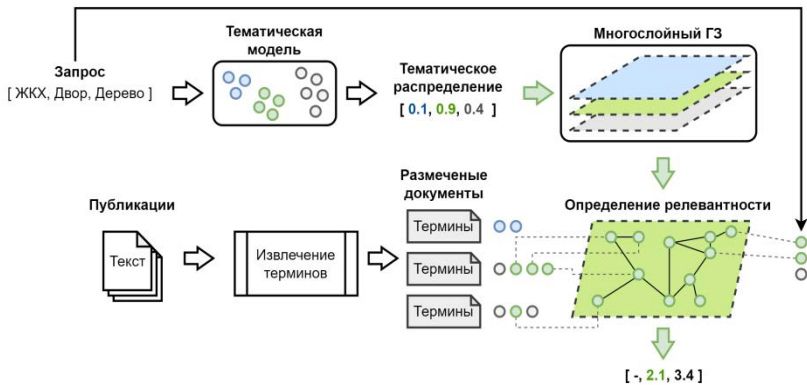 Запрос
[ ЖКХ, Двор, Дерево ]
Тематическая
модель
Тематическое
распределение
[ 0.1, 0.9, 0.4 ]
Многослойный ГЗ
Публикации
Текст
Извлечение
терминов
Размеченые
документы
Термины
Термины
Термины
Определение релевантности
[ -, 2.1, 3.4 ]